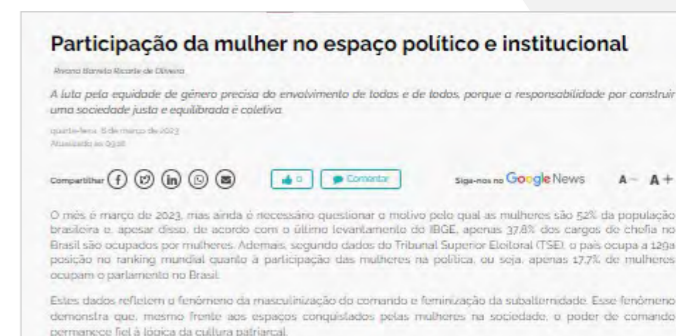 Participação da mulher no espaço político e institucional
Rivana Barreto Ricarte de Oliveira
A luta pela equidade de gênero precisa do envolvimento de todas e de todos, porque a responsabilidade por construir
uma sociedade justa e equilibrada é coletiva.
quarta-feira, 8 de março de 2023
Atualizado às
Compartilhar
0 Comentar
Siga-nos no Google News A- A+
O mês é março de 2023, mas ainda é necessário questionar o motivo pelo qual as mulheres são 52% da população
brasileira e, apesar disso, de acordo com o último levantamento do IBGE, apenas 37,8% dos cargos de chefia no
Brasil são ocupados por mulheres. Ademais, segundo dados do Tribunal Superior Eleitoral (TSE), o país ocupa a 129a
posição no ranking mundial quanto à participação das mulheres na política, ou seja, apenas 17,7% de mulheres
ocupam o parlamento no Brasil.
Estes dados refletem o fenômeno da masculinização do comando e feminização da subalternidade. Esse fenômeno
demonstra que, mesmo frente aos espaços conquistados pelas mulheres na sociedade, o poder de comando
permanece fiel à lógica da cultura patriarcal.